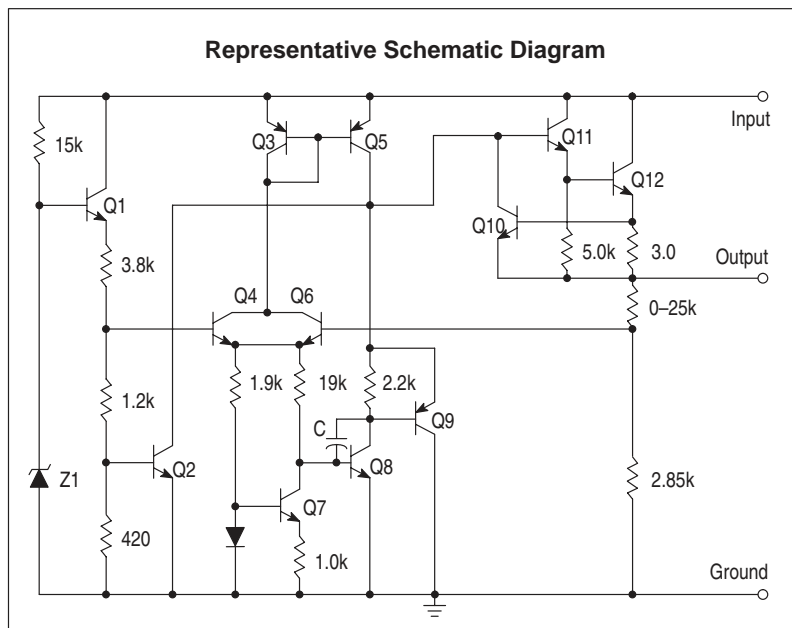 Representative Schematic Diagram
Input
Q3
Q5
Q11
15k
Q12
Q1
Q10
3.8k
5.0k
3.0
Output
Q4
Q6
0–25k
1.9k
19k
2.2k
1.2k
C
Q9
Z1
Q2
Q8
2.85k
Q7
420
1.0k
Ground